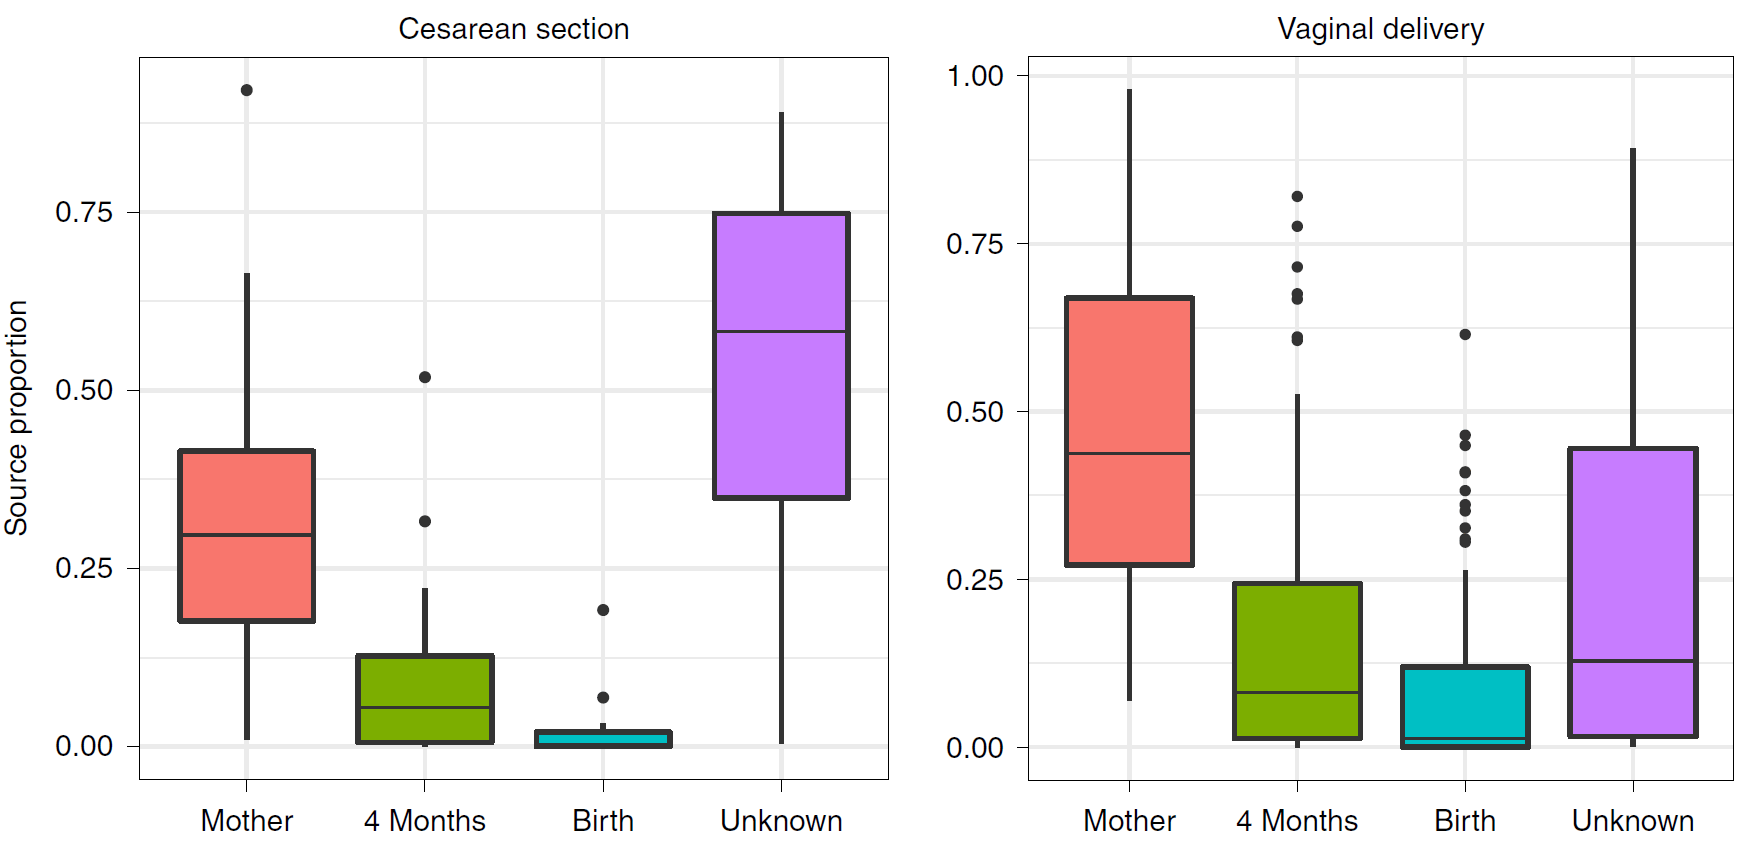 Cesarean section
Vaginal delivery
Source proportion
0.75
0.50
0.25
0.00
1.00
0.75
0.50
0.25
0.00
Mother 4 Months Birth Unknown
Mother 4 Months Birth Unknown